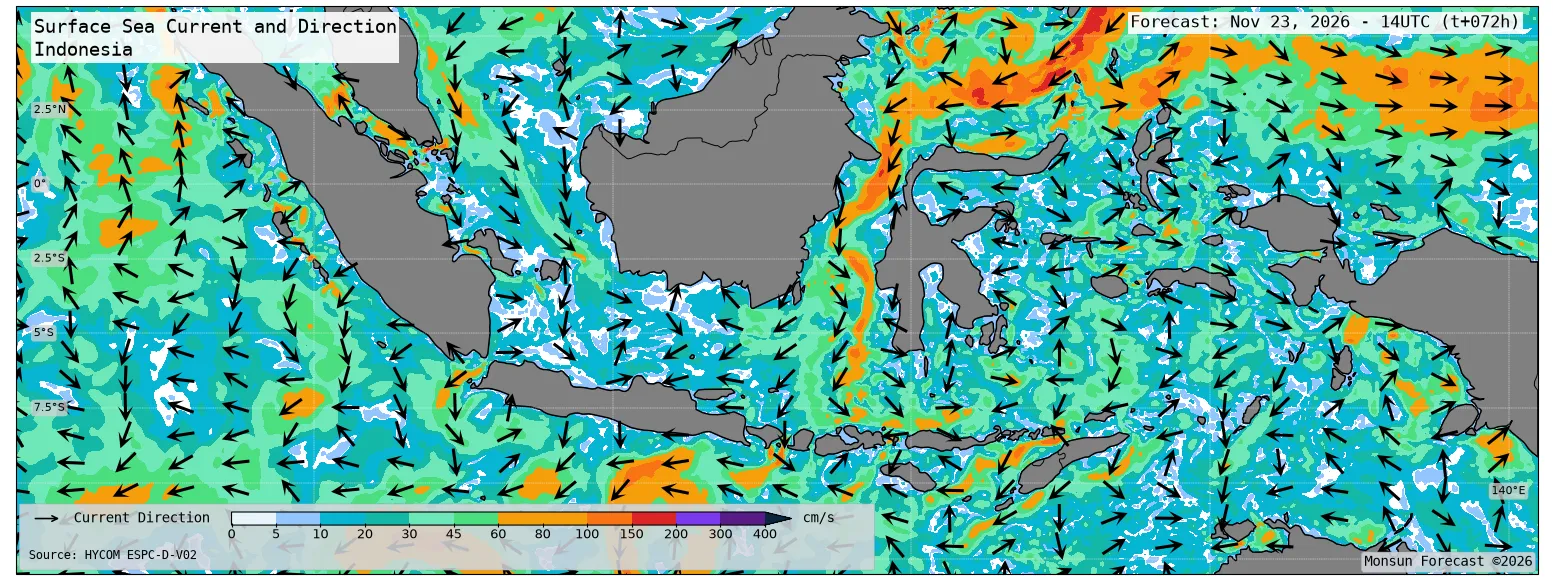 Surface Sea Current and Direction
Indonesia
Forecast: Nov 23, 2026 - 14UTC (t+072h)
2.5°N
0°
2.5°S
5°S
7.5°S
140°E
Current Direction
0 5 10 20 30 45 60 80 100 150 200 300 400 cm/s
Source: HYCOM ESPC-D-V02
Monsun Forecast ©2026